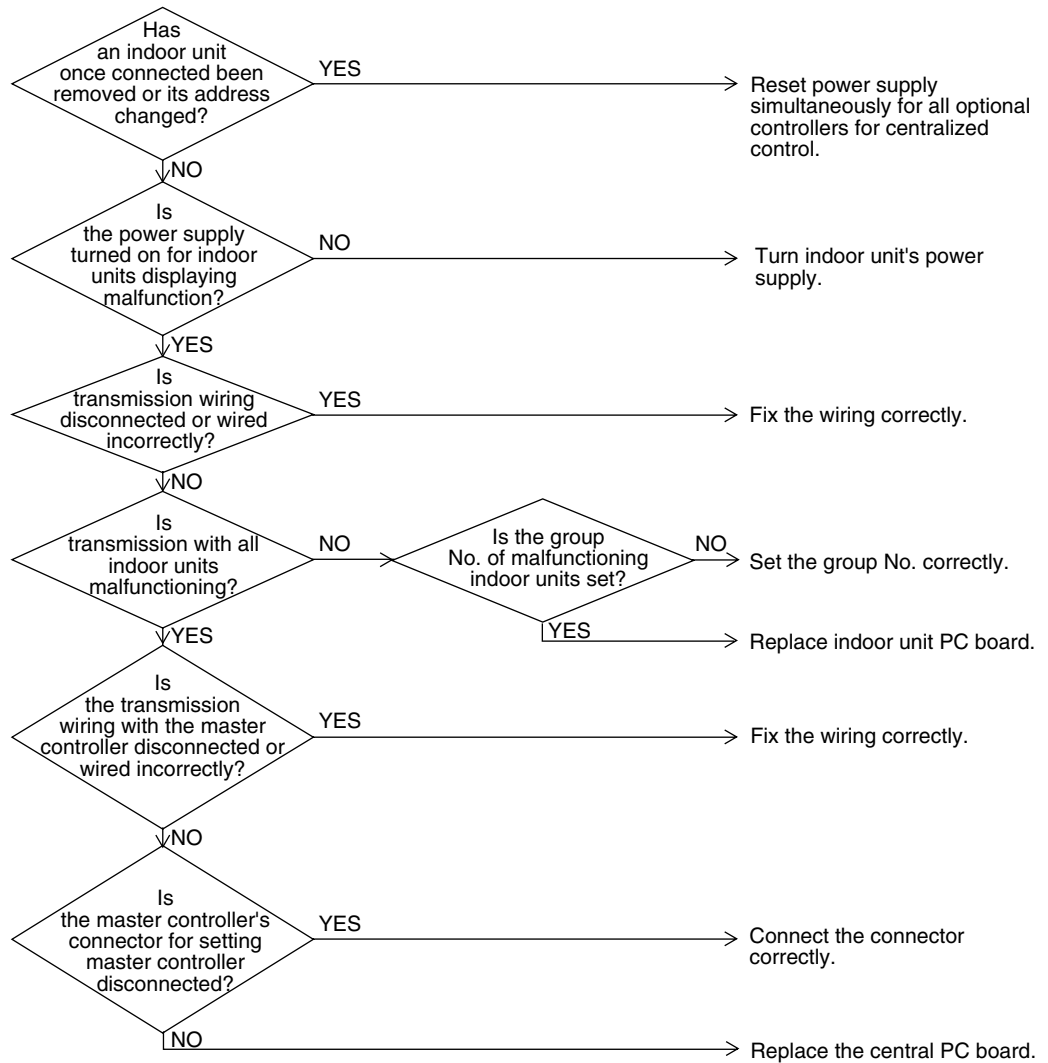 Has
an indoor unit
once connected been
removed or its address
changed?
YES
Reset power supply
simultaneously for all optional
controllers for centralized
control.
NO
Is
the power supply
turned on for indoor
units displaying
malfunction?
NO
Turn indoor unit's power
supply.
YES
Is
transmission wiring
disconnected or wired
incorrectly?
YES
Fix the wiring correctly.
NO
Is
transmission with all
indoor units
malfunctioning?
NO
Is the group
No. of malfunctioning
indoor units set?
NO
Set the group No. correctly.
YES
Replace indoor unit PC board.
YES
Is
the transmission
wiring with the master
controller disconnected or
wired incorrectly?
YES
Fix the wiring correctly.
NO
Is
the master controller's
connector for setting
master controller
disconnected?
YES
Connect the connector
correctly.
NO
Replace the central PC board.